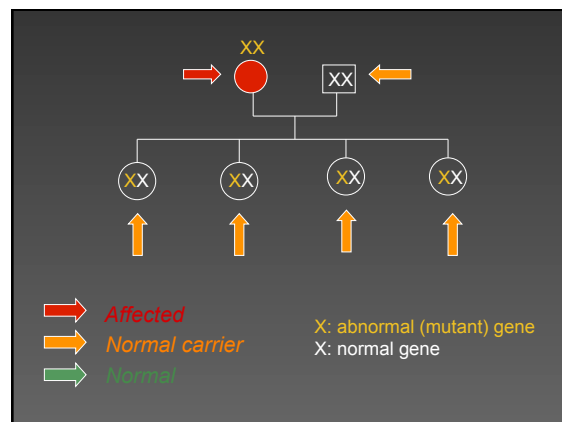 XX
XX
XX XX XX XX
Affected
Normal carrier
Normal
X: abnormal (mutant) gene
X: normal gene